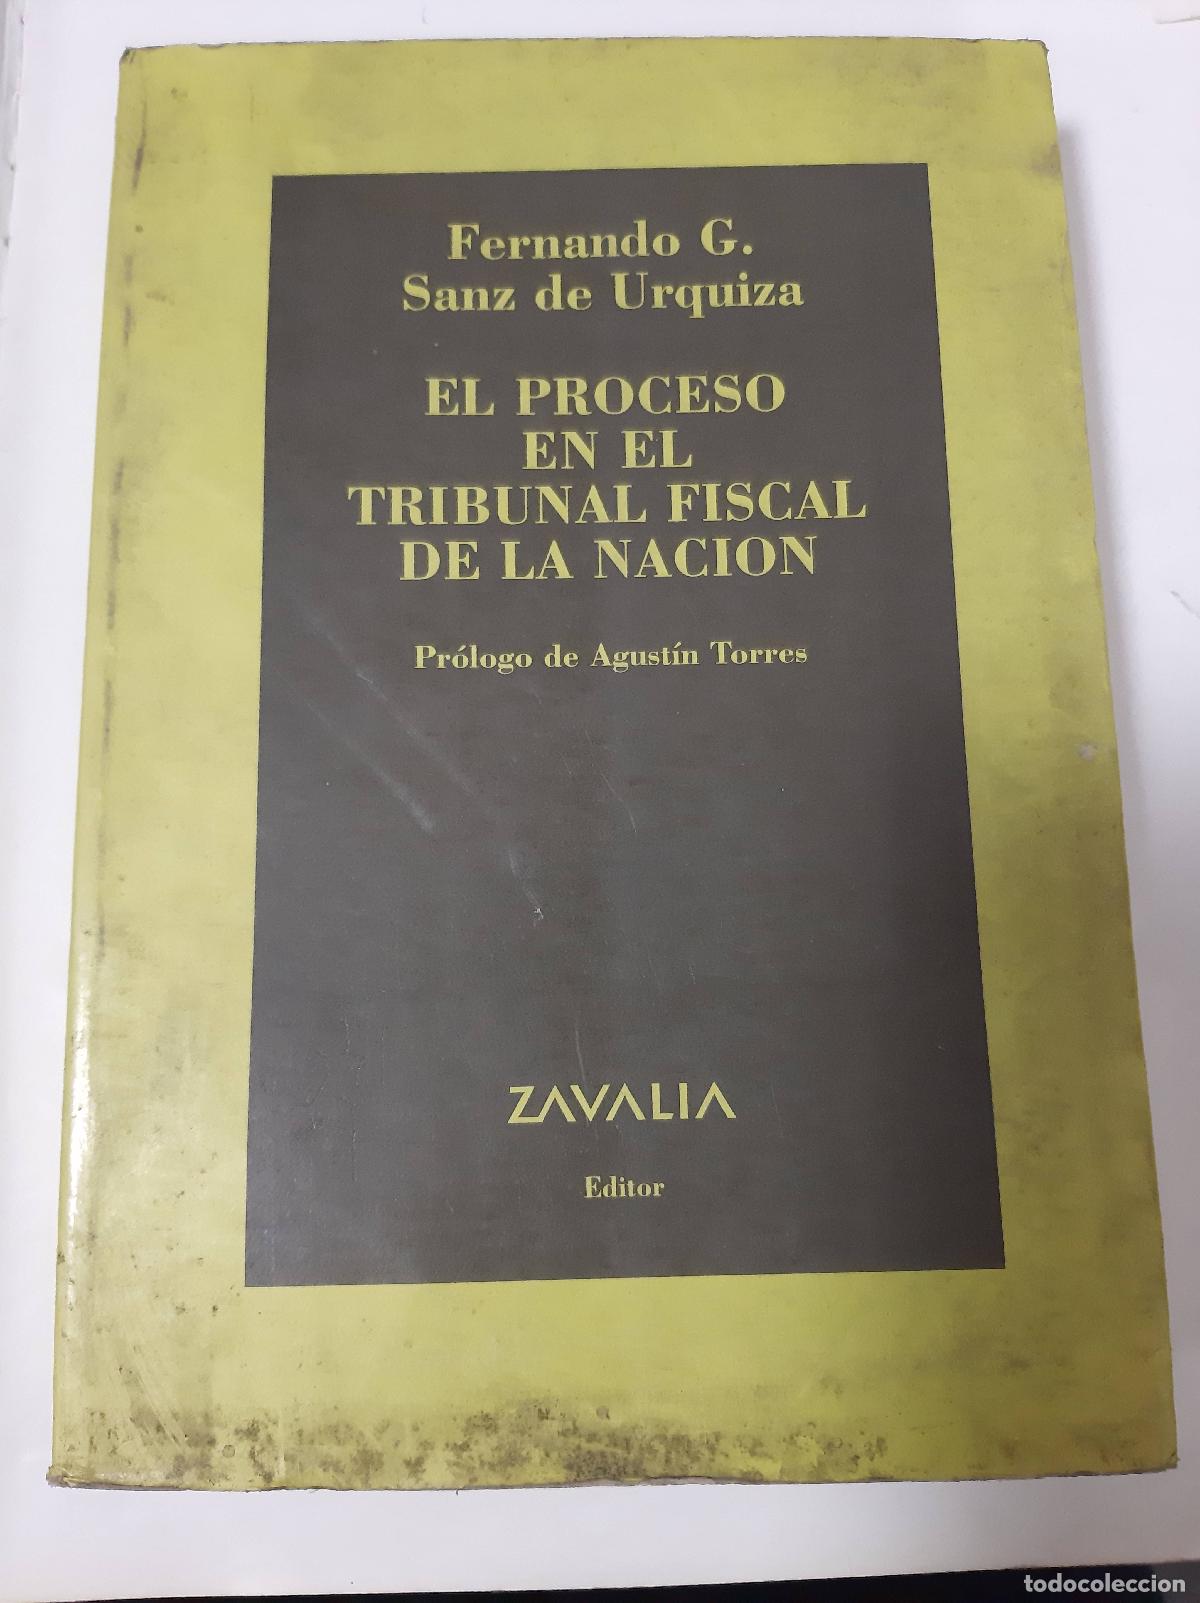 Fernando G.
Sanz de Urquiza
EL PROCESO
EN EL
TRIBUNAL FISCAL
DE LA NACION
Prólogo de Agustín Torres
ZAVALIA
Editor
todocoleccion